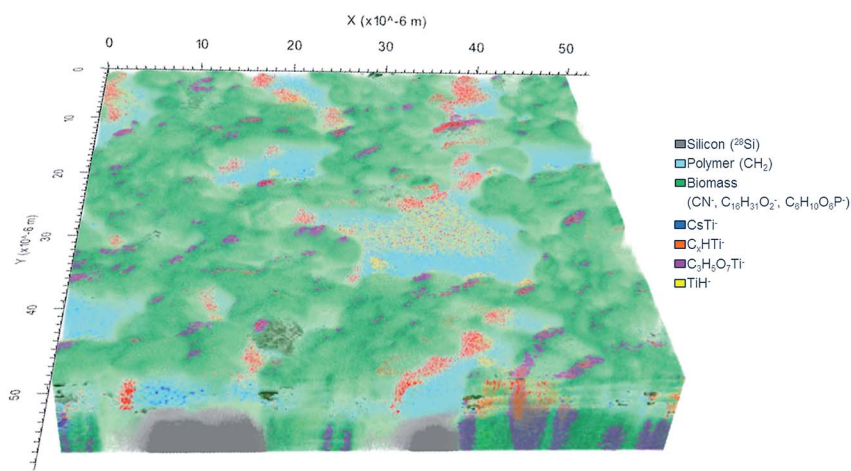 X (x10^-6 m)
0 10 20 30 40 50
0
10
20
30
40
50
Y (x10^-6 m)
Silicon (²⁸Si)
Polymer (CH₂)
Biomass
(CN⁻, C₁₆H₃₁O₂⁻, C₈H₁₀O₈P⁻)
CsTi⁻
CₓHTi⁻
C₃H₅O₇Ti⁻
TiH⁻